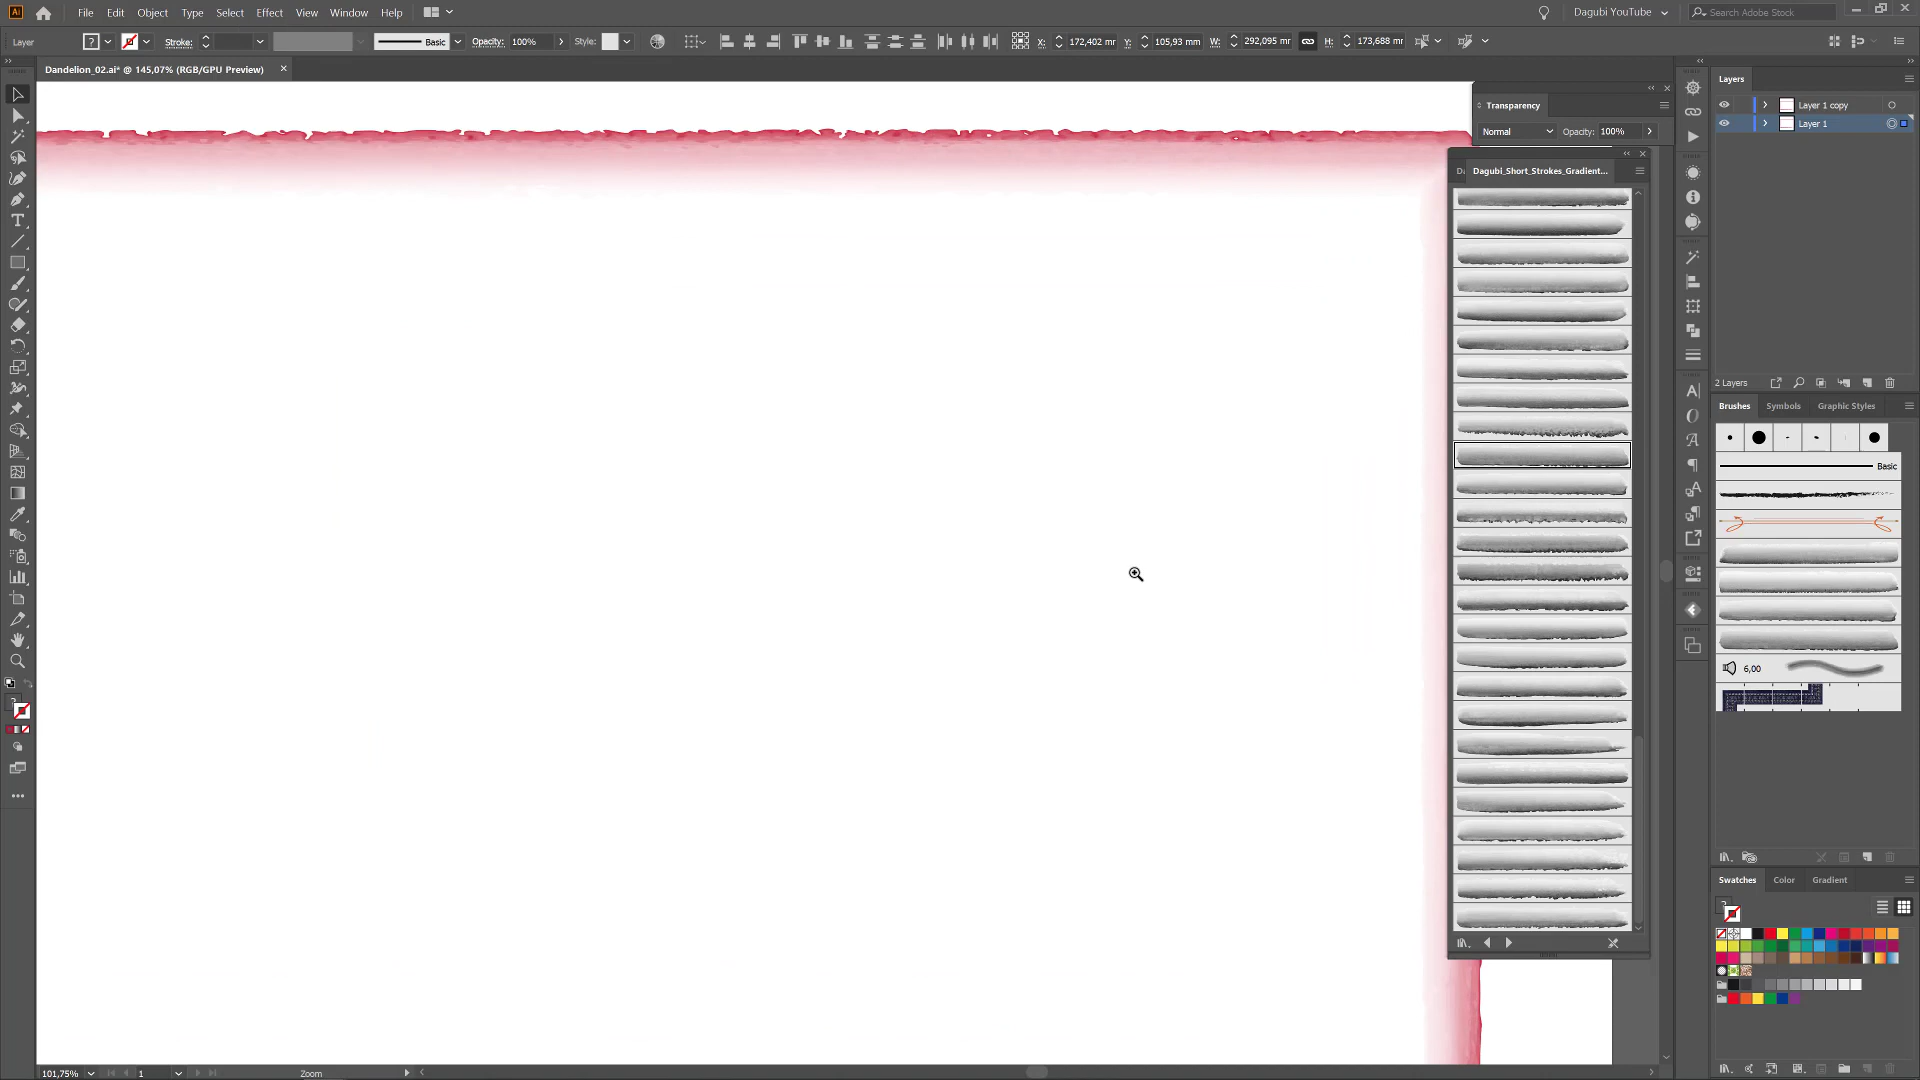 Ai File Edit Object Type Select Effect View Window Help Dagubi YouTube Search Adobe Stock
Layer ? Stroke: Basic Opacity: 100% Style: X: 172,402 mr Y: 105,93 mm W: 292,095 mr H: 173,688 mm
Dandelion_02.ai* @ 145,07% (RGB/GPU Preview)
Transparency
Normal Opacity: 100%
Da Dagubi_Short_Strokes_Gradient...
Layers
Layer 1 copy
Layer 1
2 Layers
Brushes Symbols Graphic Styles
Basic
6,00
Swatches Color Gradient
101,75% 1 Zoom